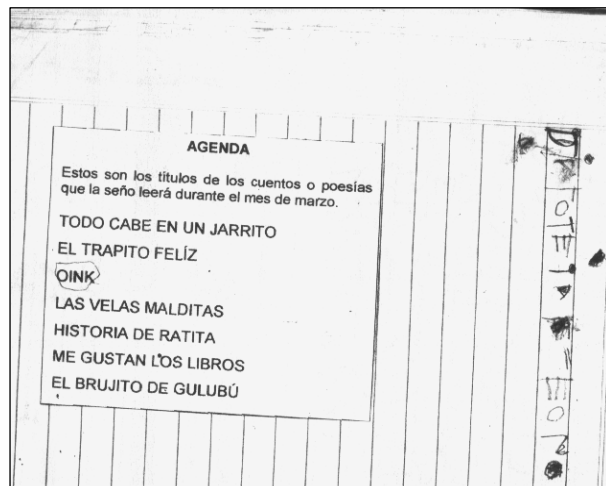 AGENDA
Estos son los títulos de los cuentos o poesías
que la seño leerá durante el mes de marzo.
TODO CABE EN UN JARRITO
EL TRAPITO FELÍZ
OINK
LAS VELAS MALDITAS
HISTORIA DE RATITA
ME GUSTAN LOS LIBROS
EL BRUJITO DE GULUBÚ